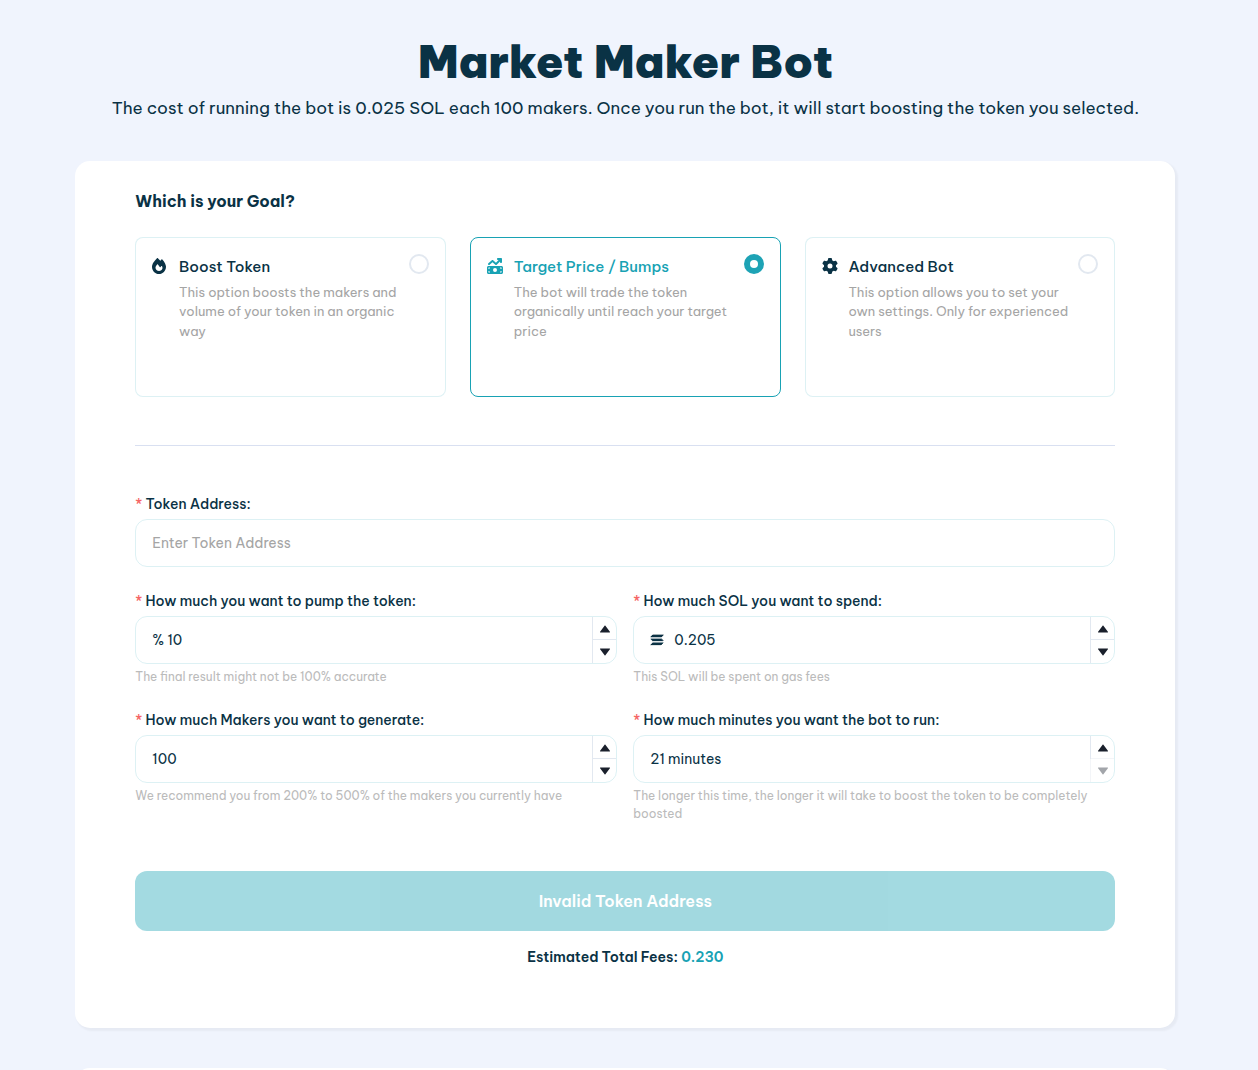 Market Maker Bot
The cost of running the bot is 0.025 SOL each 100 makers. Once you run the bot, it will start boosting the token you selected.
Which is your Goal?
Boost Token
This option boosts the makers and
volume of your token in an organic
way
Target Price / Bumps
The bot will trade the token
organically until reach your target
price
Advanced Bot
This option allows you to set your
own settings. Only for experienced
users
* Token Address:
Enter Token Address
* How much you want to pump the token:
% 10
The final result might not be 100% accurate
* How much SOL you want to spend:
0.205
This SOL will be spent on gas fees
* How much Makers you want to generate:
100
We recommend you from 200% to 500% of the makers you currently have
* How much minutes you want the bot to run:
21 minutes
The longer this time, the longer it will take to boost the token to be completely
boosted
Invalid Token Address
Estimated Total Fees: 0.230